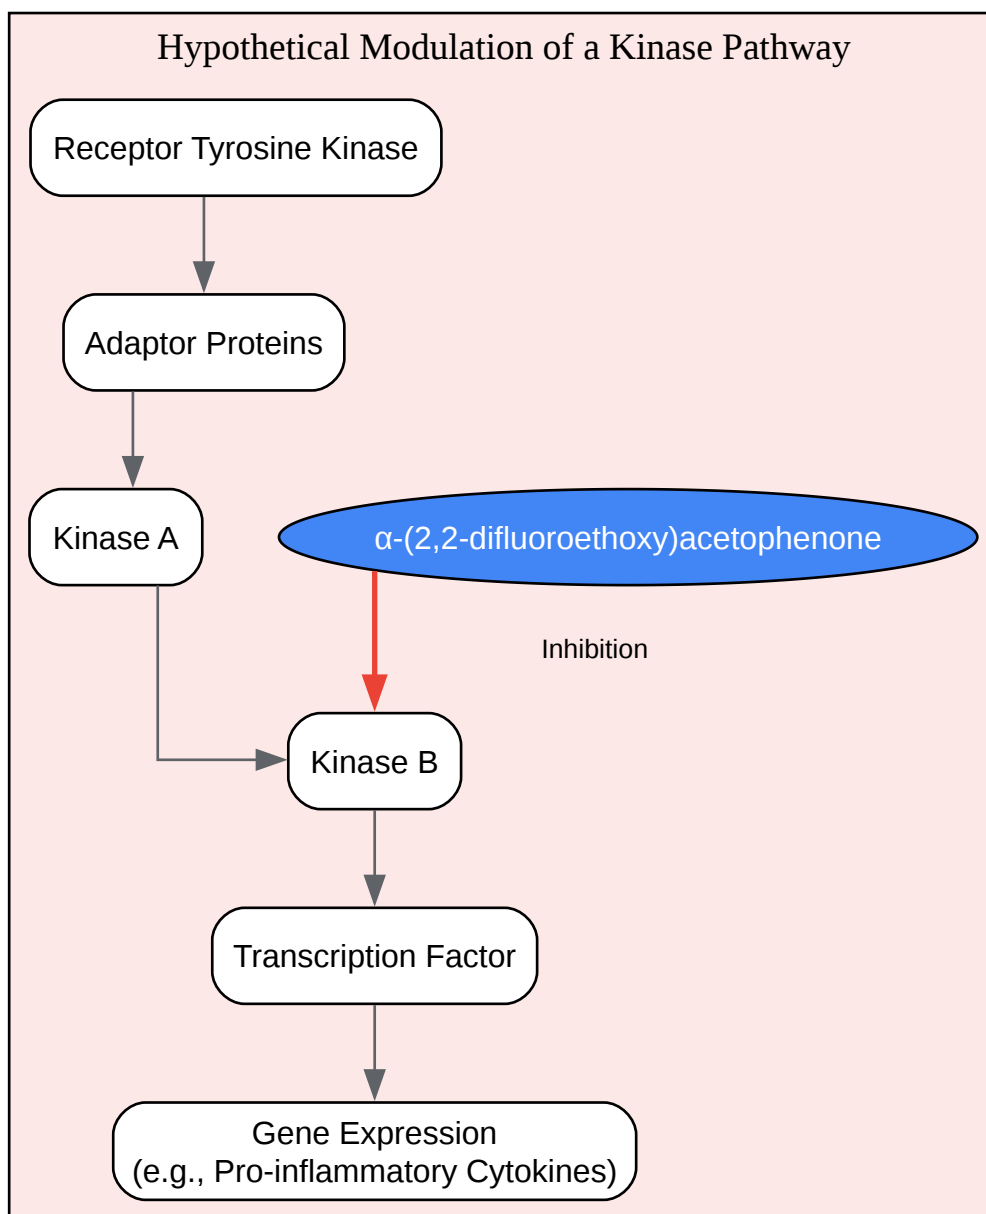 Hypothetical Modulation of a Kinase Pathway
Receptor Tyrosine Kinase
Adaptor Proteins
Kinase A
α-(2,2-difluoroethoxy)acetophenone
Inhibition
Kinase B
Transcription Factor
Gene Expression
(e.g., Pro-inflammatory Cytokines)